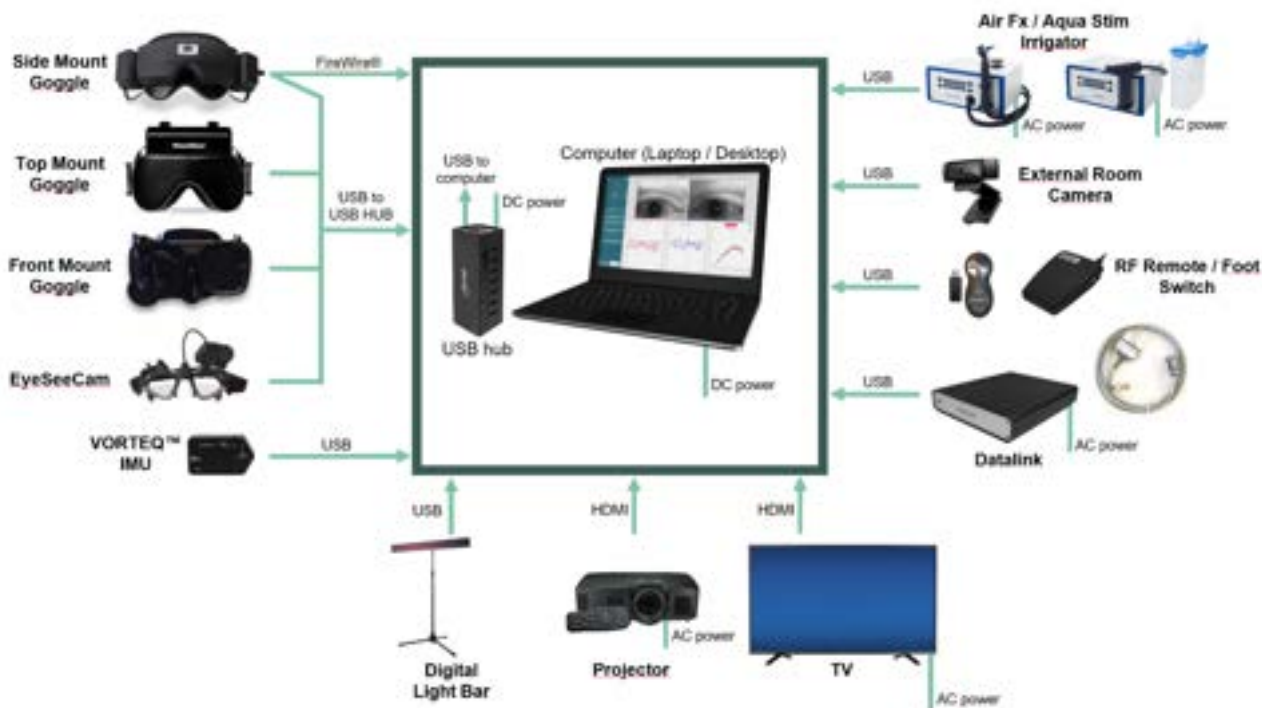 Side Mount
Goggle
FireWire®
Top Mount
Goggle
USB to
USB HUB
Front Mount
Goggle
EyeSeeCam
VORTEQ™
IMU
USB
USB to
computer
DC power
USB hub
Computer (Laptop / Desktop)
DC power
Air Fx / Aqua Stim
Irrigator
USB
AC power
AC power
USB
External Room
Camera
USB
RF Remote / Foot
Switch
USB
Datalink
AC power
USB
Digital
Light Bar
HDMI
AC power
Projector
HDMI
TV
AC power